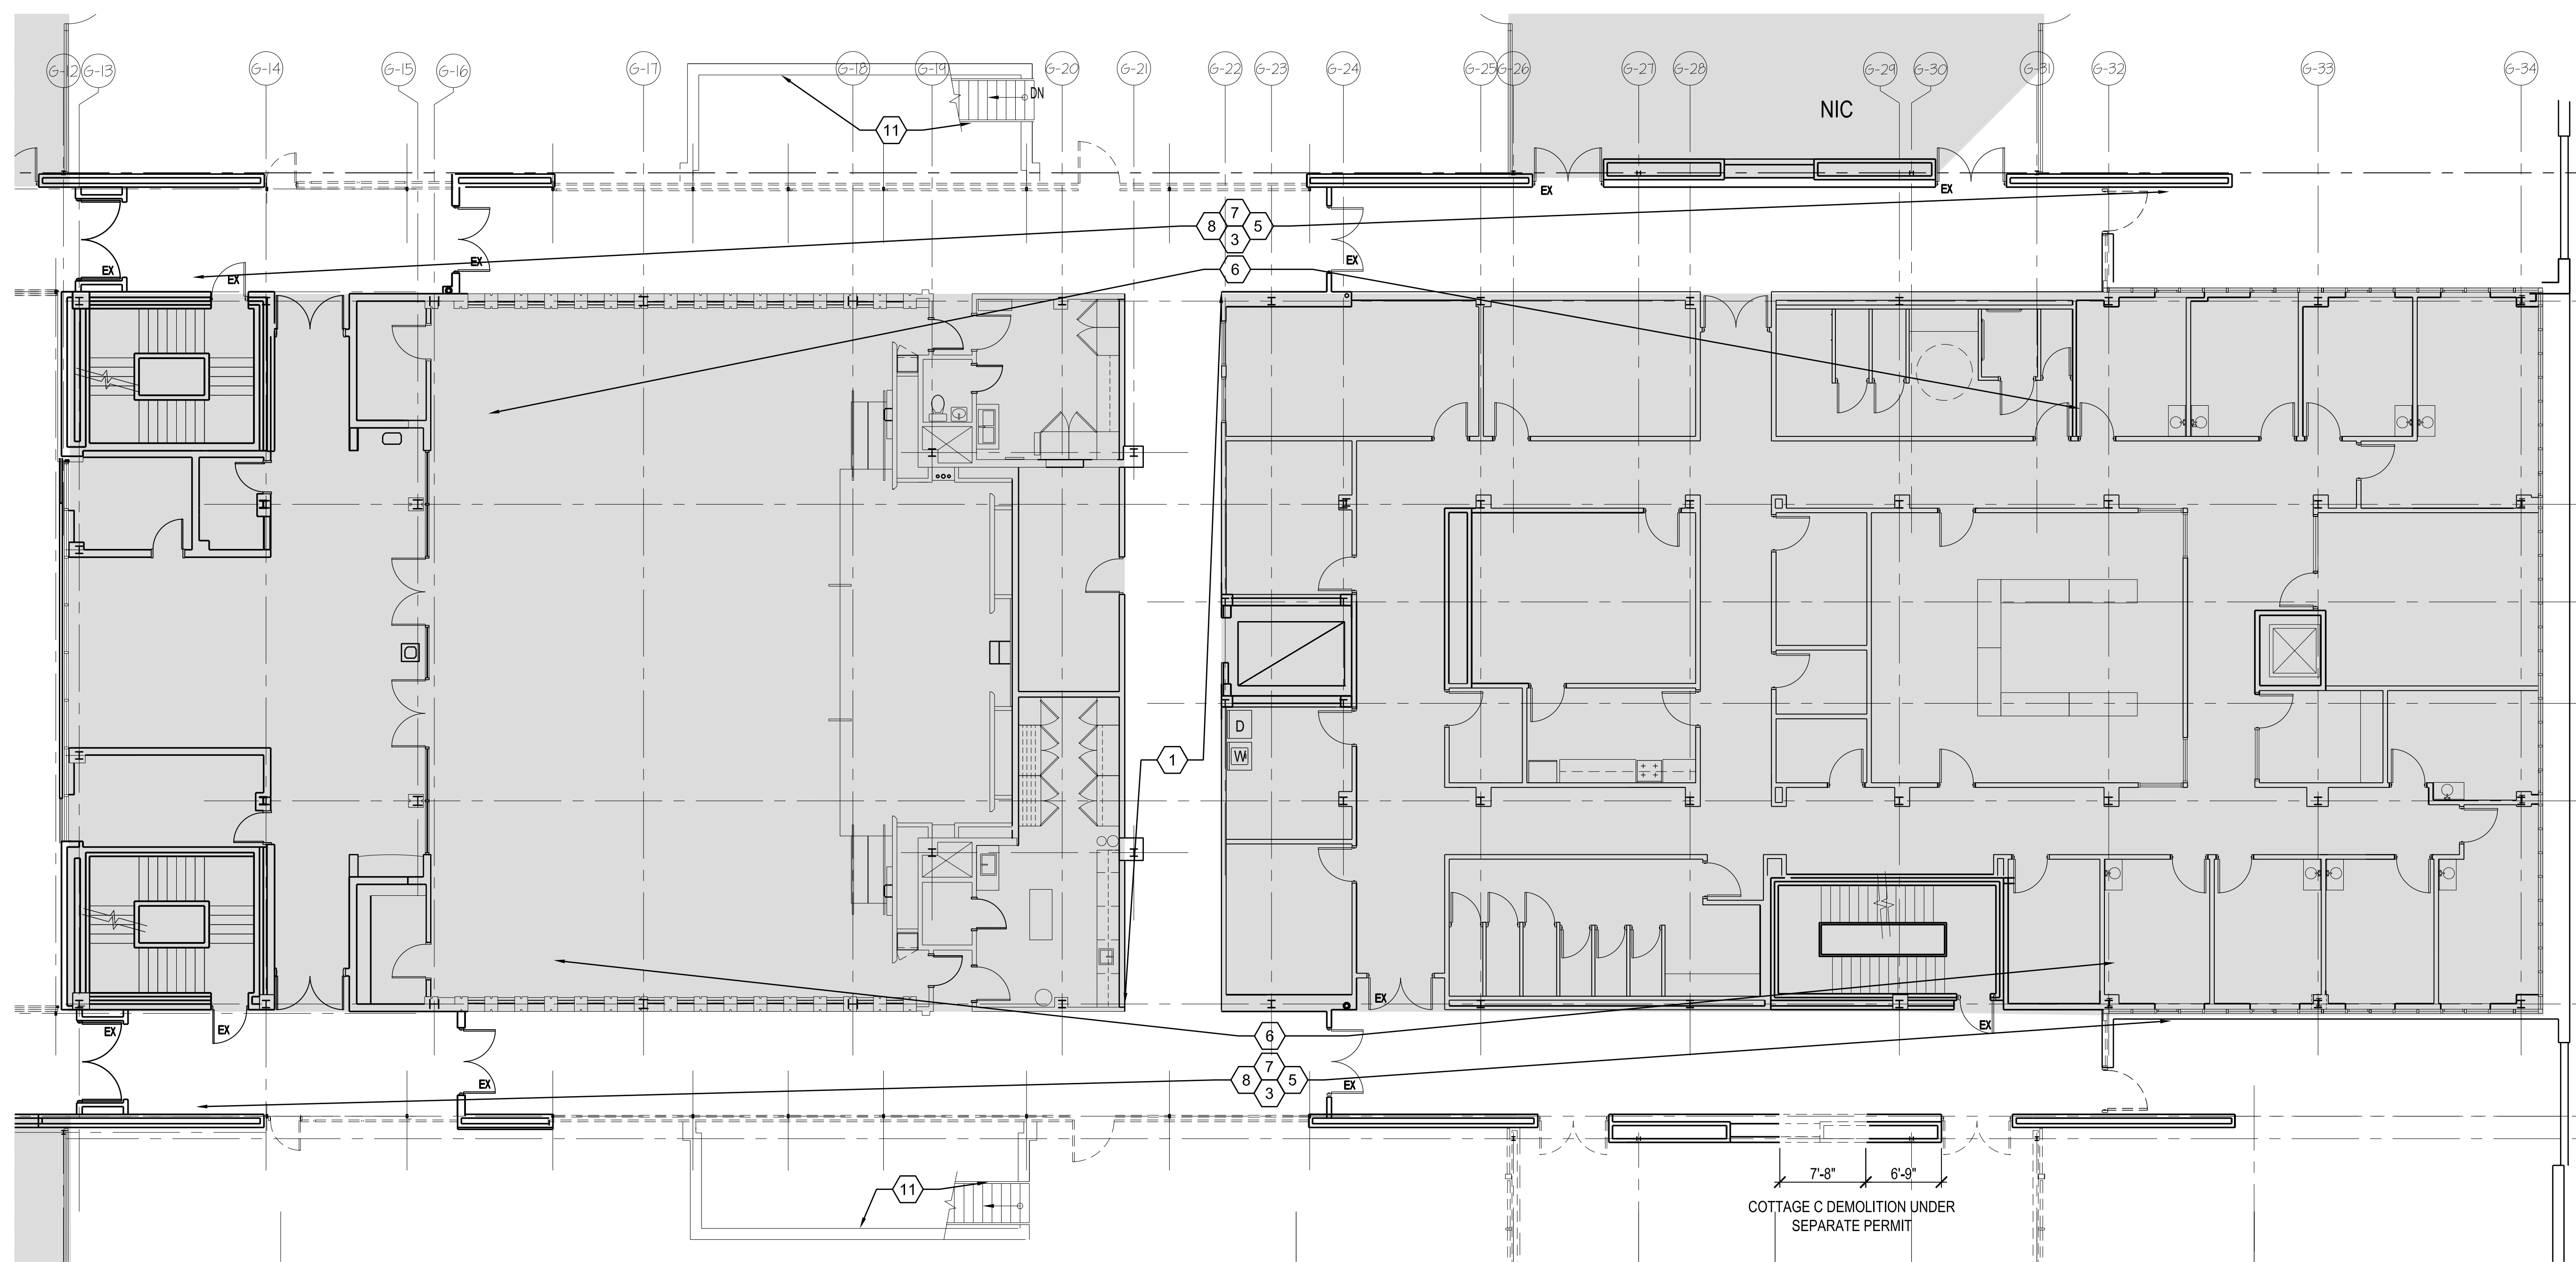 G-12 G-13 G-14 G-15 G-16 G-17 G-18 G-19 G-20 G-21 G-22 G-23 G-24 G-25 G-26 G-27 G-28 G-29 G-30 G-31 G-32 G-33 G-34
DN
NIC
11
EX EX
7
8 5
3
EX EX EX
6
EX
D
W
1
EX
EX EX EX
6
7
8 5
3
EX EX
11
7'-8" 6'-9"
COTTAGE C DEMOLITION UNDER
SEPARATE PERMIT